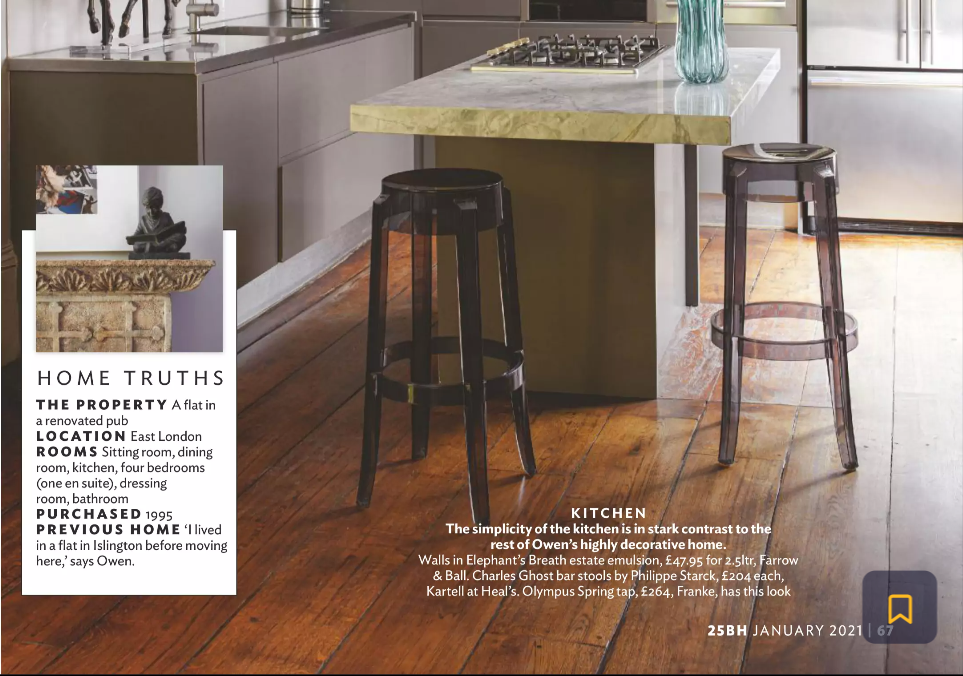 HOME TRUTHS
THE PROPERTY A flat in
a renovated pub
LOCATION East London
ROOMS Sitting room, dining
room, kitchen, four bedrooms
(one en suite), dressing
room, bathroom
PURCHASED 1995
PREVIOUS HOME ‘I lived
in a flat in Islington before moving
here,’ says Owen.
KITCHEN
The simplicity of the kitchen is in stark contrast to the
rest of Owen’s highly decorative home.
Walls in Elephant’s Breath estate emulsion, £47.95 for 2.5ltr, Farrow
& Ball. Charles Ghost bar stools by Philippe Starck, £204 each,
Kartell at Heal’s. Olympus Spring tap, £264, Franke, has this look
25BH JANUARY 2021 | 67